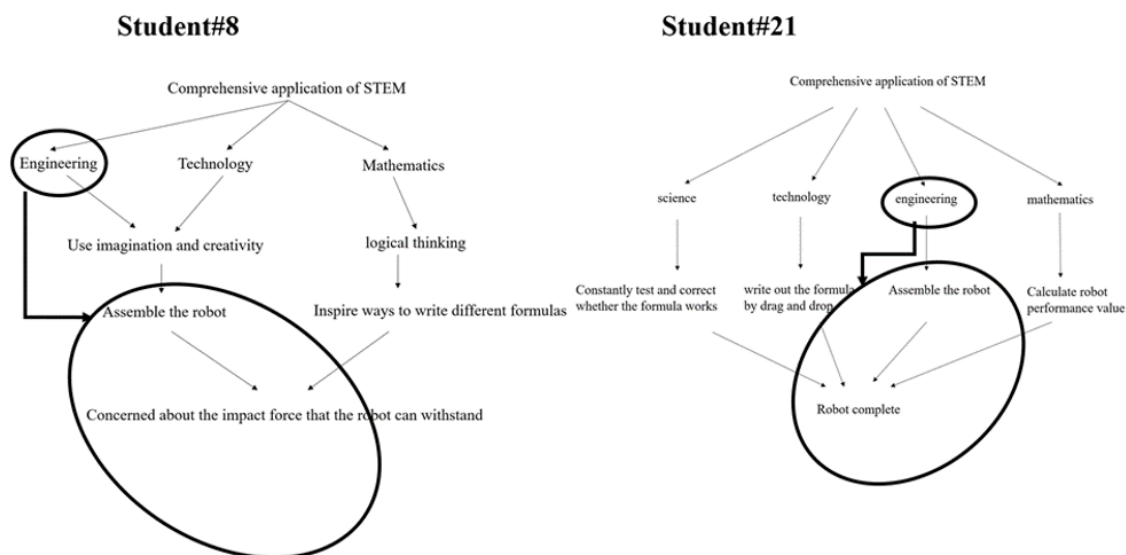 Student#8
Comprehensive application of STEM
Engineering
Technology
Mathematics
Use imagination and creativity
logical thinking
Assemble the robot
Inspire ways to write different formulas
Concerned about the impact force that the robot can withstand
Student#21
Comprehensive application of STEM
science
technology
engineering
mathematics
Constantly test and correct
whether the formula works
write out the formula
by drag and drop
Assemble the robot
Calculate robot
performance value
Robot complete